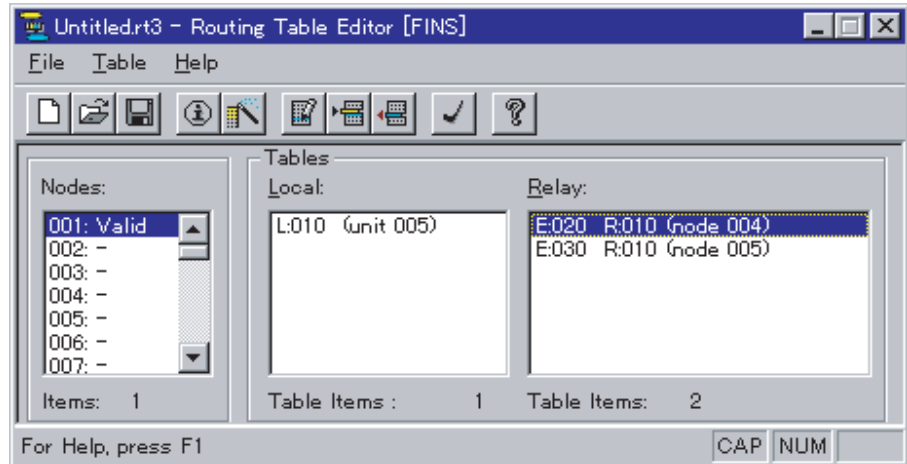 Untitled.rt3 - Routing Table Editor [FINS]
File Table Help
Tables
Nodes:
001: Valid
002: -
003: -
004: -
005: -
006: -
007: -
Items: 1
Local:
L:010 (unit 005)
Table Items : 1
Relay:
E:020 R:010 (node 004)
E:030 R:010 (node 005)
Table Items: 2
For Help, press F1
CAP NUM